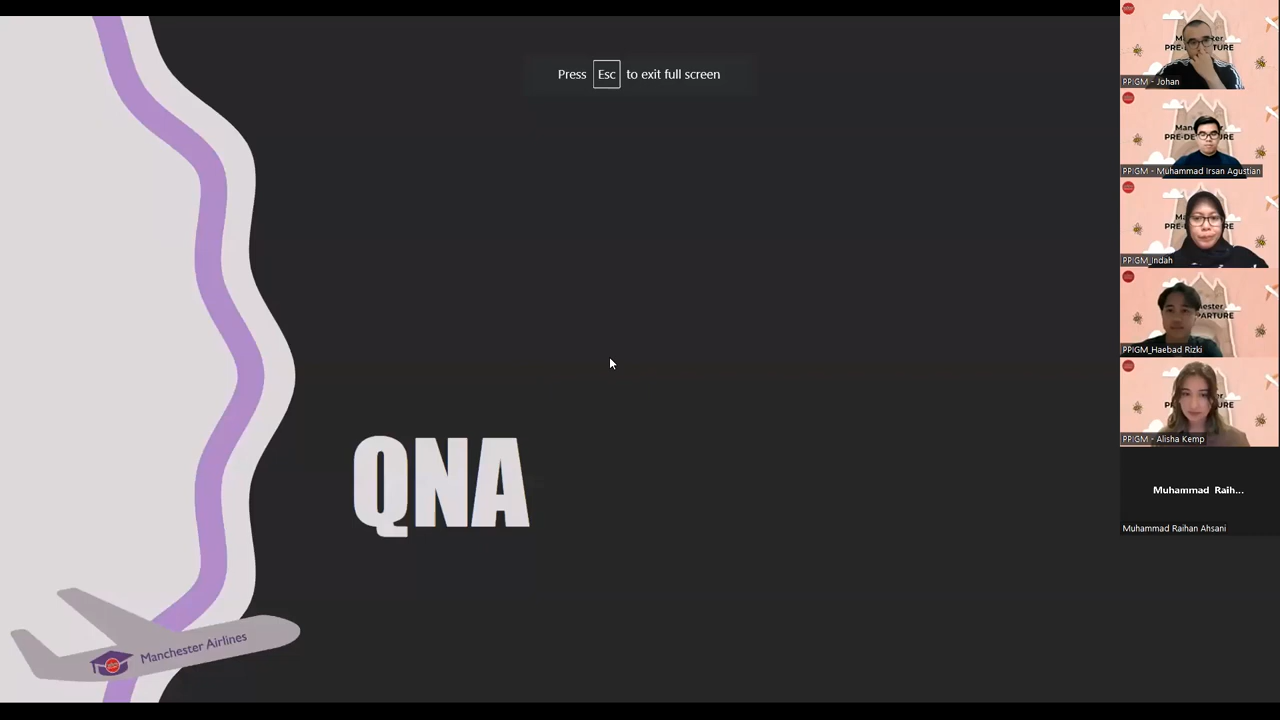 Press Esc to exit full screen
QNA
Manchester Airlines
PPIGM - Johan
PPIGM - Muhammad Irsan Agustian
PPIGM_Indah
PPIGM_Haebad Rizki
PPIGM - Alisha Kemp
Muhammad Raih...
Muhammad Raihan Ahsani